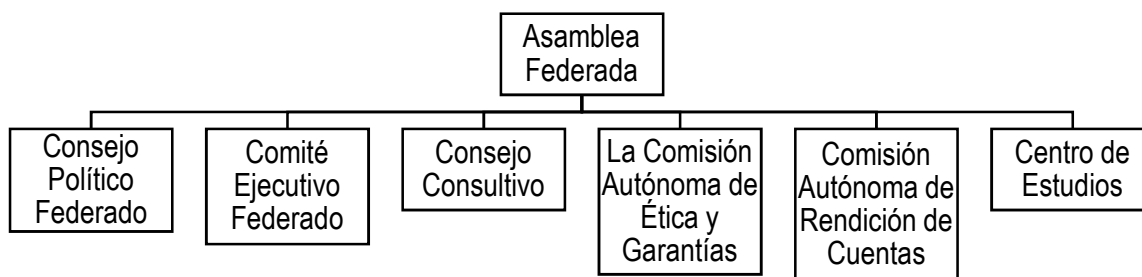 Asamblea
Federada
Consejo
Político
Federado
Comité
Ejecutivo
Federado
Consejo
Consultivo
La Comisión
Autónoma de
Ética y
Garantías
Comisión
Autónoma de
Rendición de
Cuentas
Centro de
Estudios